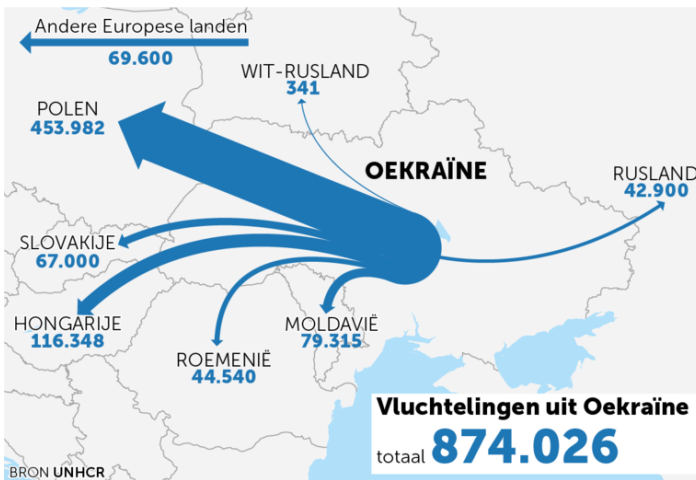 Andere Europese landen
69.600
WIT-RUSLAND
341
POLEN
453.982
OEKRAÏNE
RUSLAND
42.900
SLOVAKIJE
67.000
HONGARIJE
116.348
MOLDAVIË
79.315
ROEMENIË
44.540
Vluchtelingen uit Oekraïne
totaal 874.026
BRON UNHCR